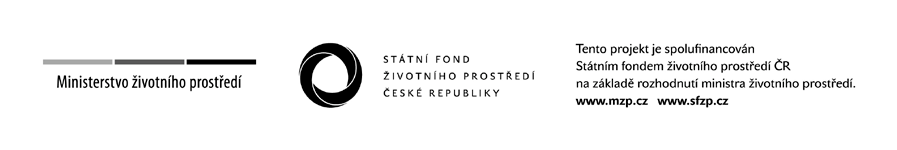 Ministerstvo životního prostředí
STÁTNÍ FOND
ŽIVOTNÍHO PROSTŘEDÍ
ČESKÉ REPUBLIKY
Tento projekt je spolufinancován
Státním fondem životního prostředí ČR
na základě rozhodnutí ministra životního prostředí.
www.mzp.cz www.sfzp.cz